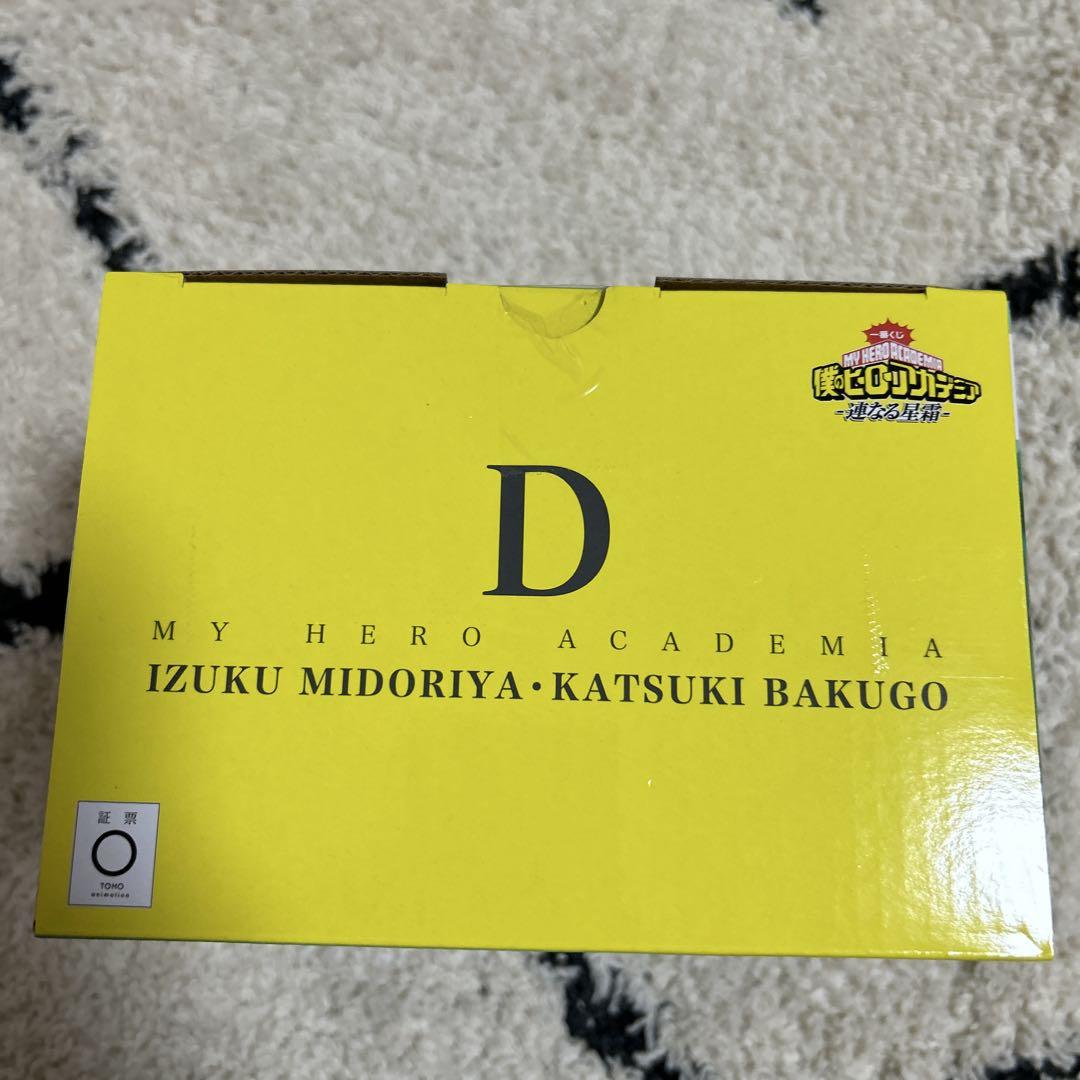 一番くじ
MY HERO ACADEMIA
僕のヒーローアカデミア
-連なる星霜-
D
MY HERO ACADEMIA
IZUKU MIDORIYA・KATSUKI BAKUGO
証票
TOHO
animation